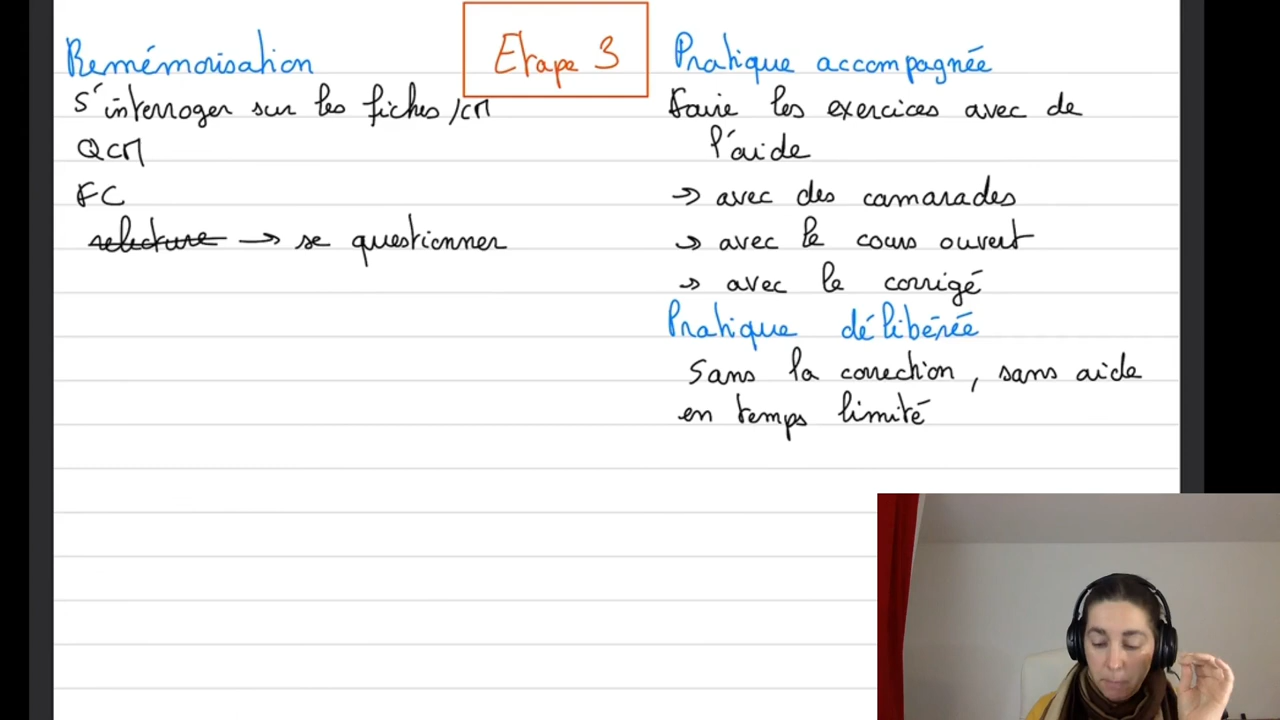 Etape 3
Remémorisation
S'interroger sur les fiches/CM
QCM
FC
relecture → se questionner
Pratique accompagnée
Faire les exercices avec de
l'aide
→ avec des camarades
→ avec le cours ouvert
→ avec le corrigé
Pratique délibérée
Sans la correction, sans aide
en temps limité